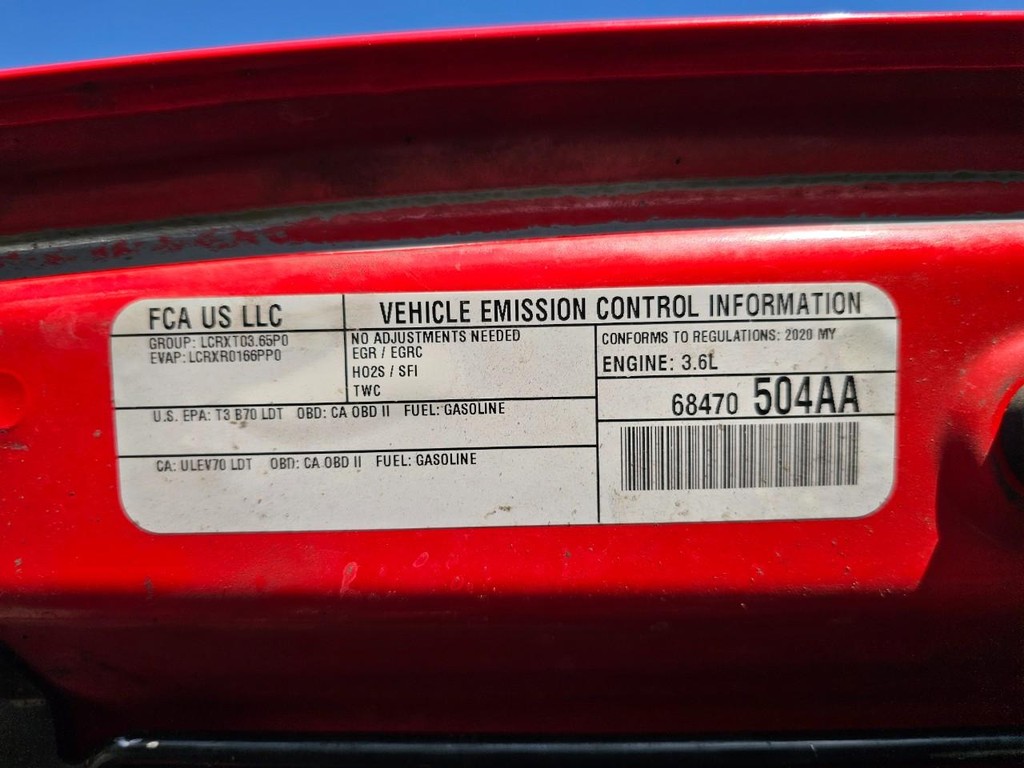 FCA US LLC
VEHICLE EMISSION CONTROL INFORMATION
GROUP: LCRXT03.65P0
EVAP: LCRXR0166PP0
NO ADJUSTMENTS NEEDED
EGR / EGRC
HO2S / SFI
TWC
CONFORMS TO REGULATIONS: 2020 MY
ENGINE: 3.6L
68470 504AA
U.S. EPA: T3 B70 LDT OBD: CA OBD II FUEL: GASOLINE
CA: ULEV70 LDT OBD: CA OBD II FUEL: GASOLINE